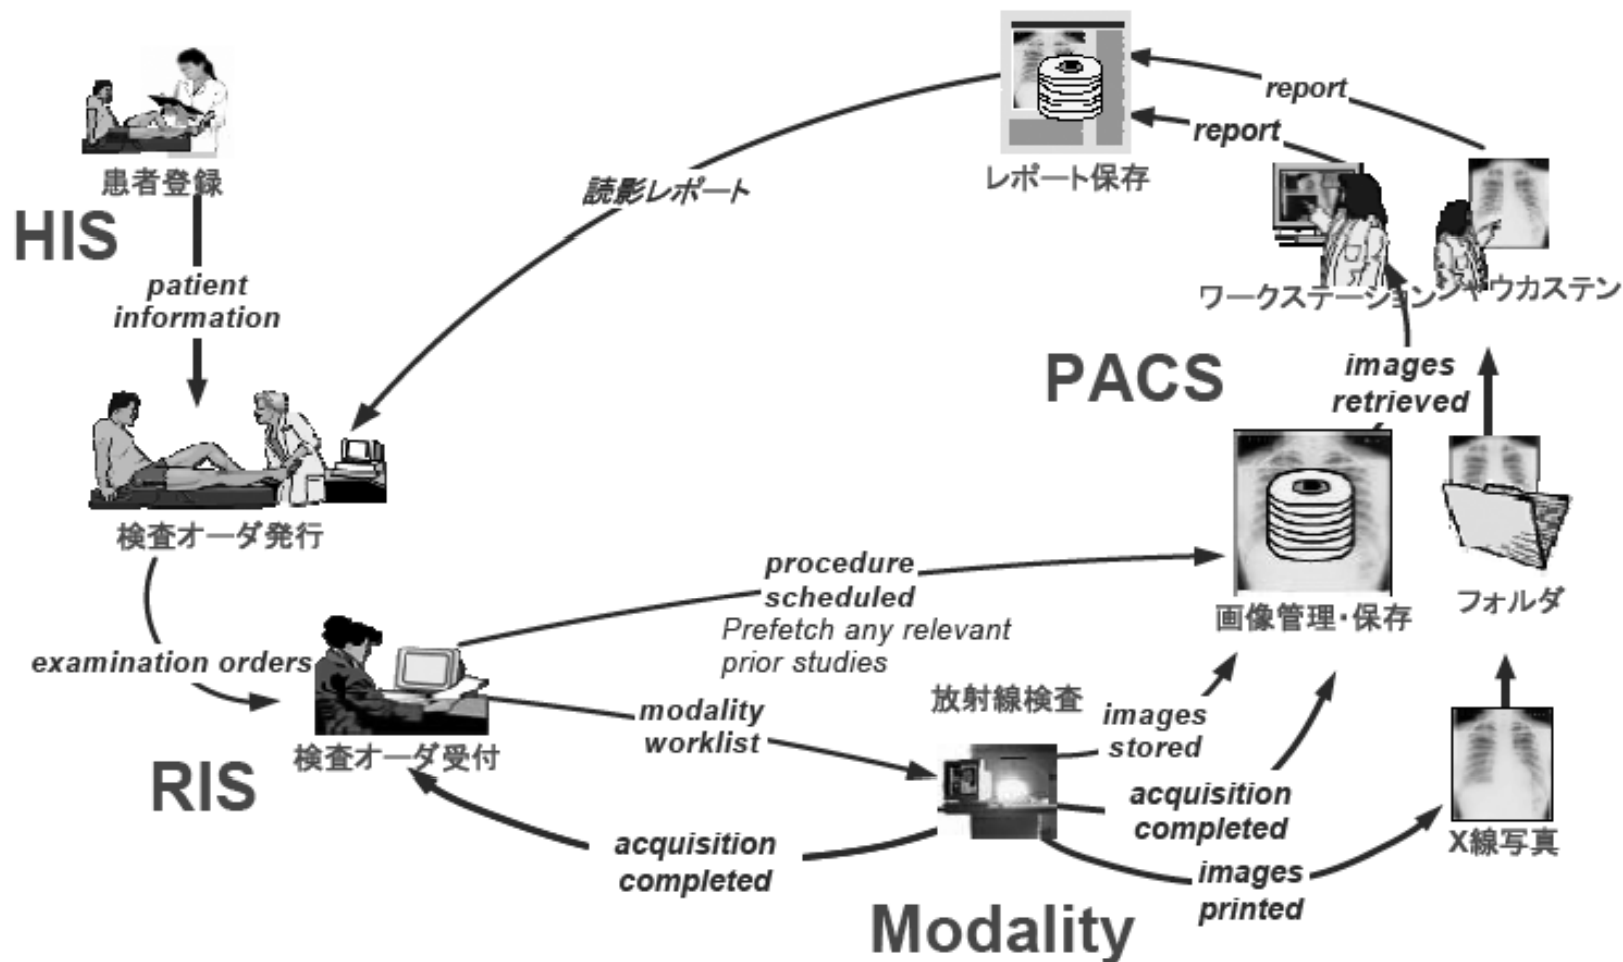 患者登録
HIS
patient
information
検査オーダ発行
examination orders
RIS
検査オーダ受付
procedure
scheduled
Prefetch any relevant
prior studies
modality
worklist
acquisition
completed
放射線検査
Modality
images
stored
acquisition
completed
images
printed
X線写真
フォルダ
画像管理・保存
images
retrieved
PACS
ワークステーション
シャウカステン
report
report
レポート保存
読影レポート